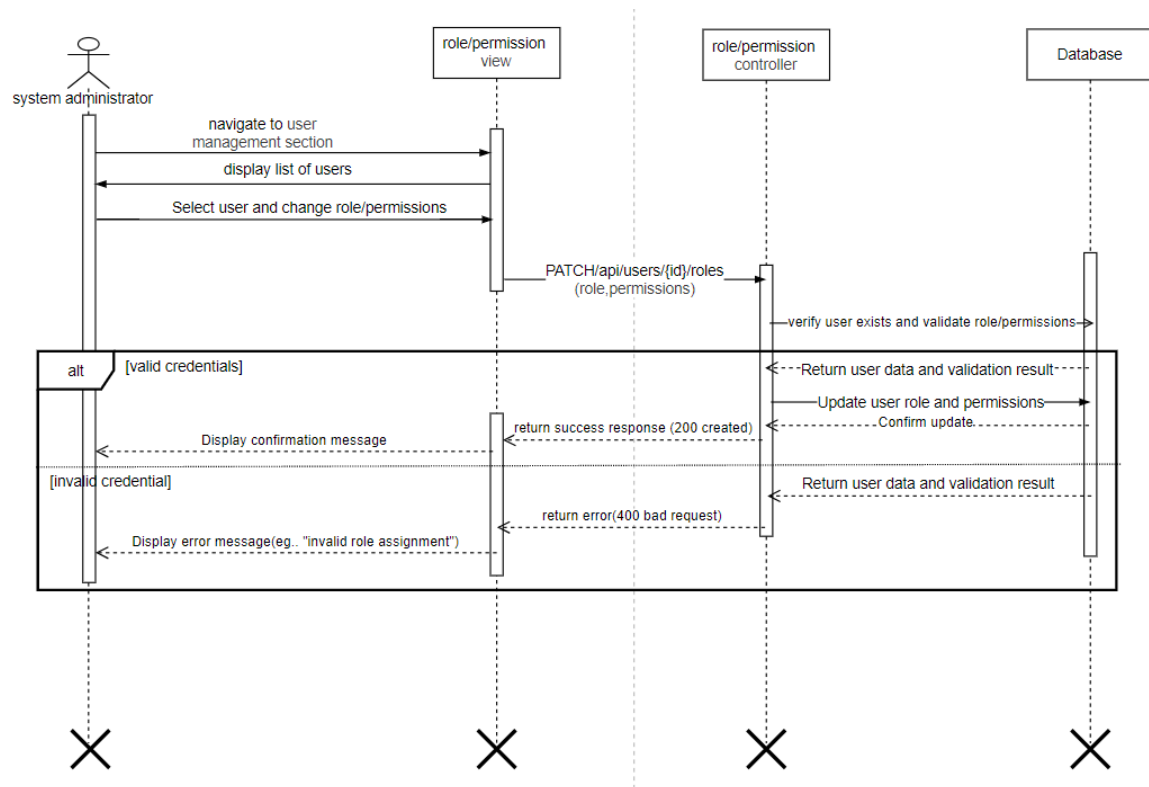 role/permission
view
role/permission
controller
Database
system administrator
navigate to user
management section
display list of users
Select user and change role/permissions
PATCH/api/users/{id}/roles
(role,permissions)
verify user exists and validate role/permissions
alt
[valid credentials]
Return user data and validation result
Update user role and permissions
Confirm update
return success response (200 created)
Display confirmation message
[invalid credential]
Return user data and validation result
return error(400 bad request)
Display error message(eg.. "invalid role assignment")